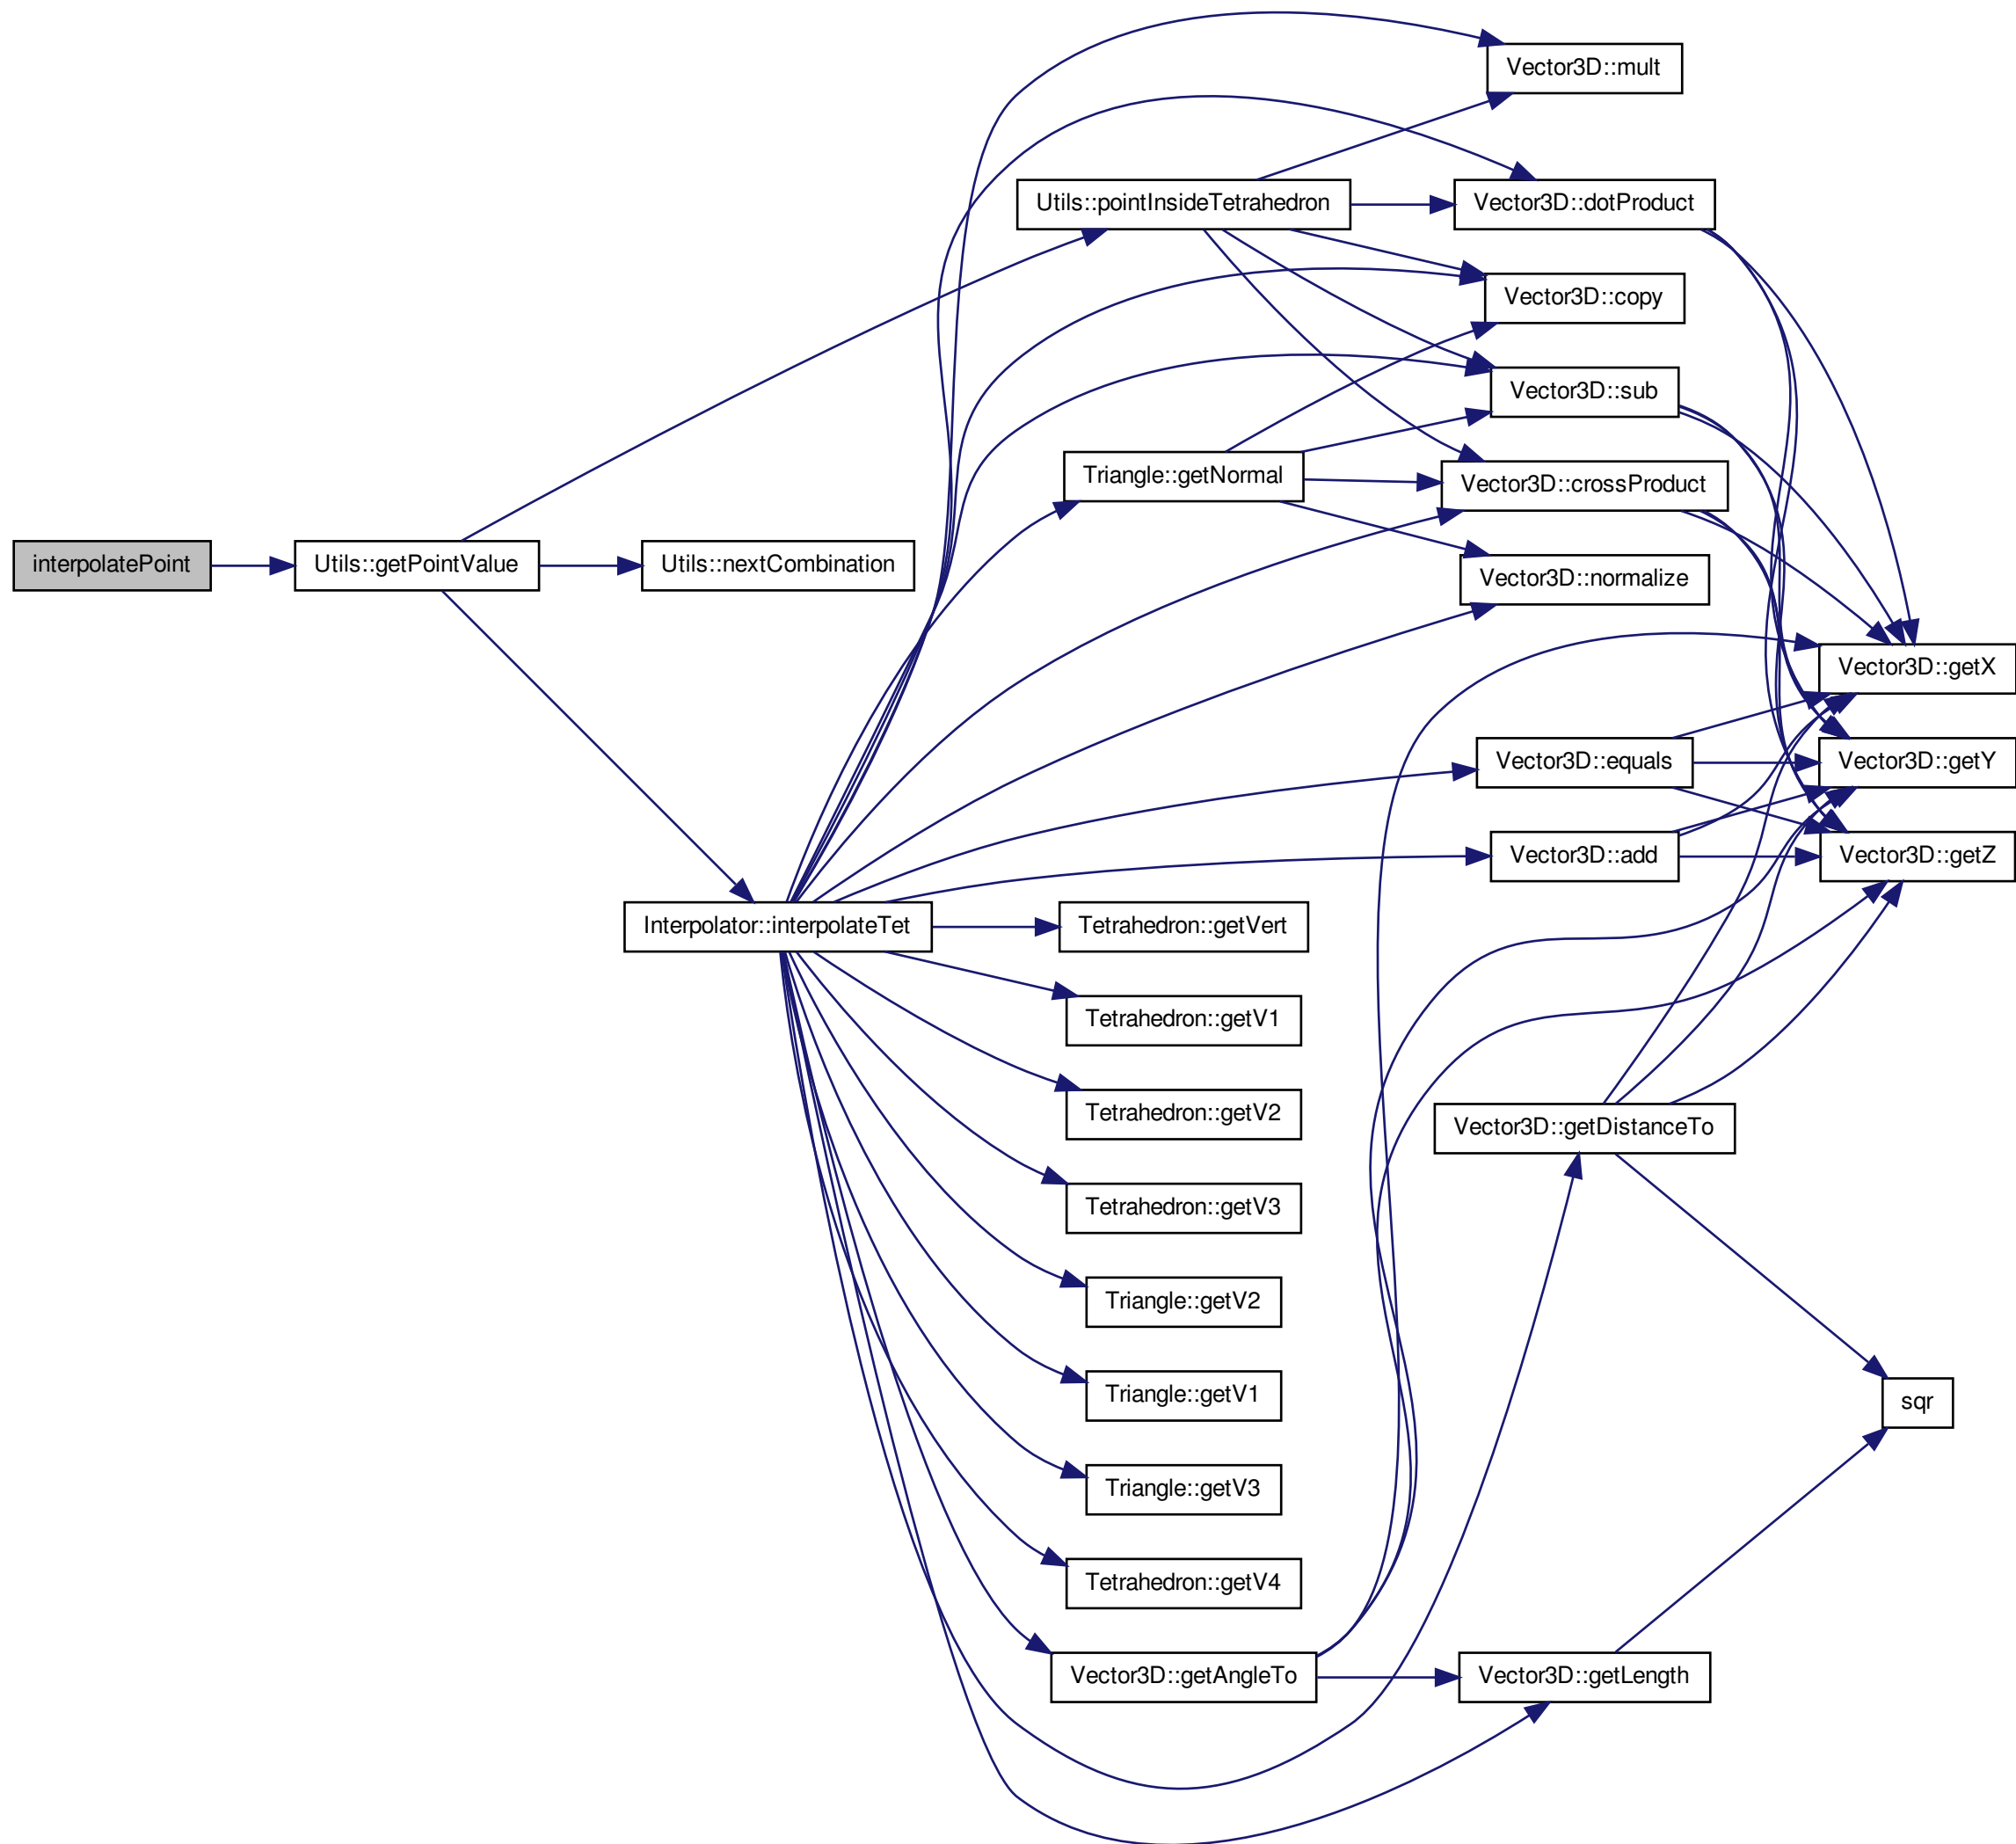 Vector3D::mult
Utils::pointInsideTetrahedron
Vector3D::dotProduct
Vector3D::copy
Vector3D::sub
Triangle::getNormal
Vector3D::crossProduct
interpolatePoint
Utils::getPointValue
Utils::nextCombination
Vector3D::normalize
Vector3D::getX
Vector3D::equals
Vector3D::getY
Vector3D::add
Vector3D::getZ
Interpolator::interpolateTet
Tetrahedron::getVert
Tetrahedron::getV1
Tetrahedron::getV2
Vector3D::getDistanceTo
Tetrahedron::getV3
Triangle::getV2
Triangle::getV1
sqr
Triangle::getV3
Tetrahedron::getV4
Vector3D::getAngleTo
Vector3D::getLength